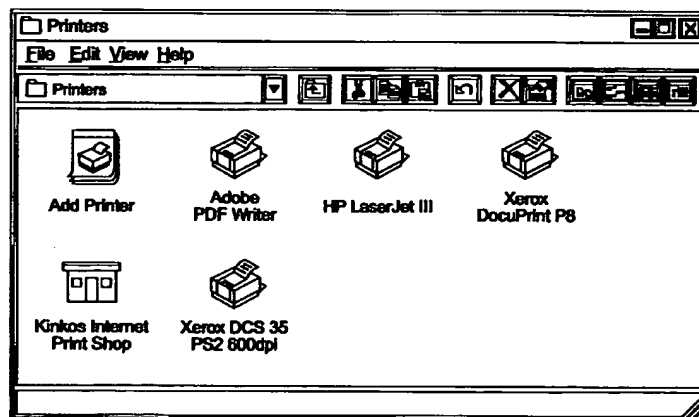 Printers
File Edit View Help
Printers
Add Printer
Adobe
PDF Writer
HP LaserJet III
Xerox
DocuPrint P8
Kinkos Internet
Print Shop
Xerox DCS 35
PS2 600dpi